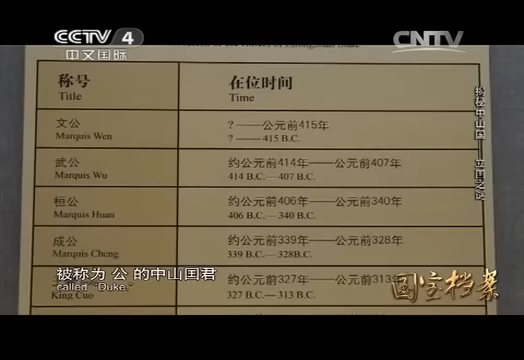 CCTV 4
中文国际
CNTV
称号
Title
在位时间
Time
文公
Marquis Wen
?——公元前415年
? —— 415 B.C.
武公
Marquis Wu
约公元前414年——公元前407年
414 B.C.— 407 B.C.
桓公
Marquis Huan
约公元前406年——公元前340年
406 B.C.— 340 B.C.
成公
Marquis Cheng
约公元前339年——公元前328年
339 B.C.— 328B.C.
King Cuo
约公元前327年——公元前313年
327 B.C.— 313 B.C.
被称为 公 的中山国君
called “Duke,”
国宝档案